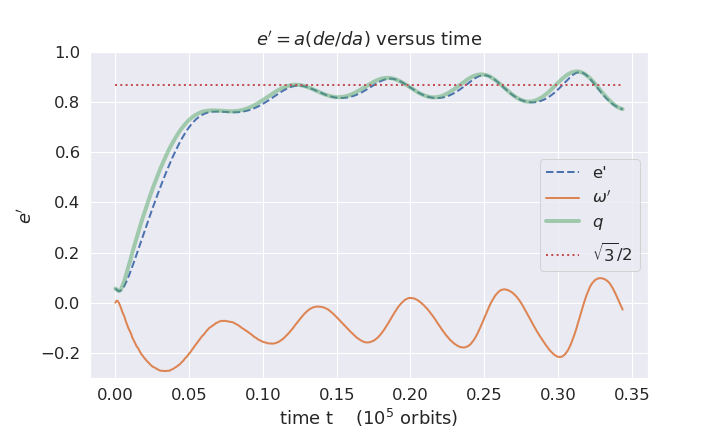 e′ = a(de/da) versus time
1.0
0.8
0.6
0.4
0.2
0.0
−0.2
e′
e'
ω′
q
√3/2
0.00 0.05 0.10 0.15 0.20 0.25 0.30 0.35
time t (10⁵ orbits)